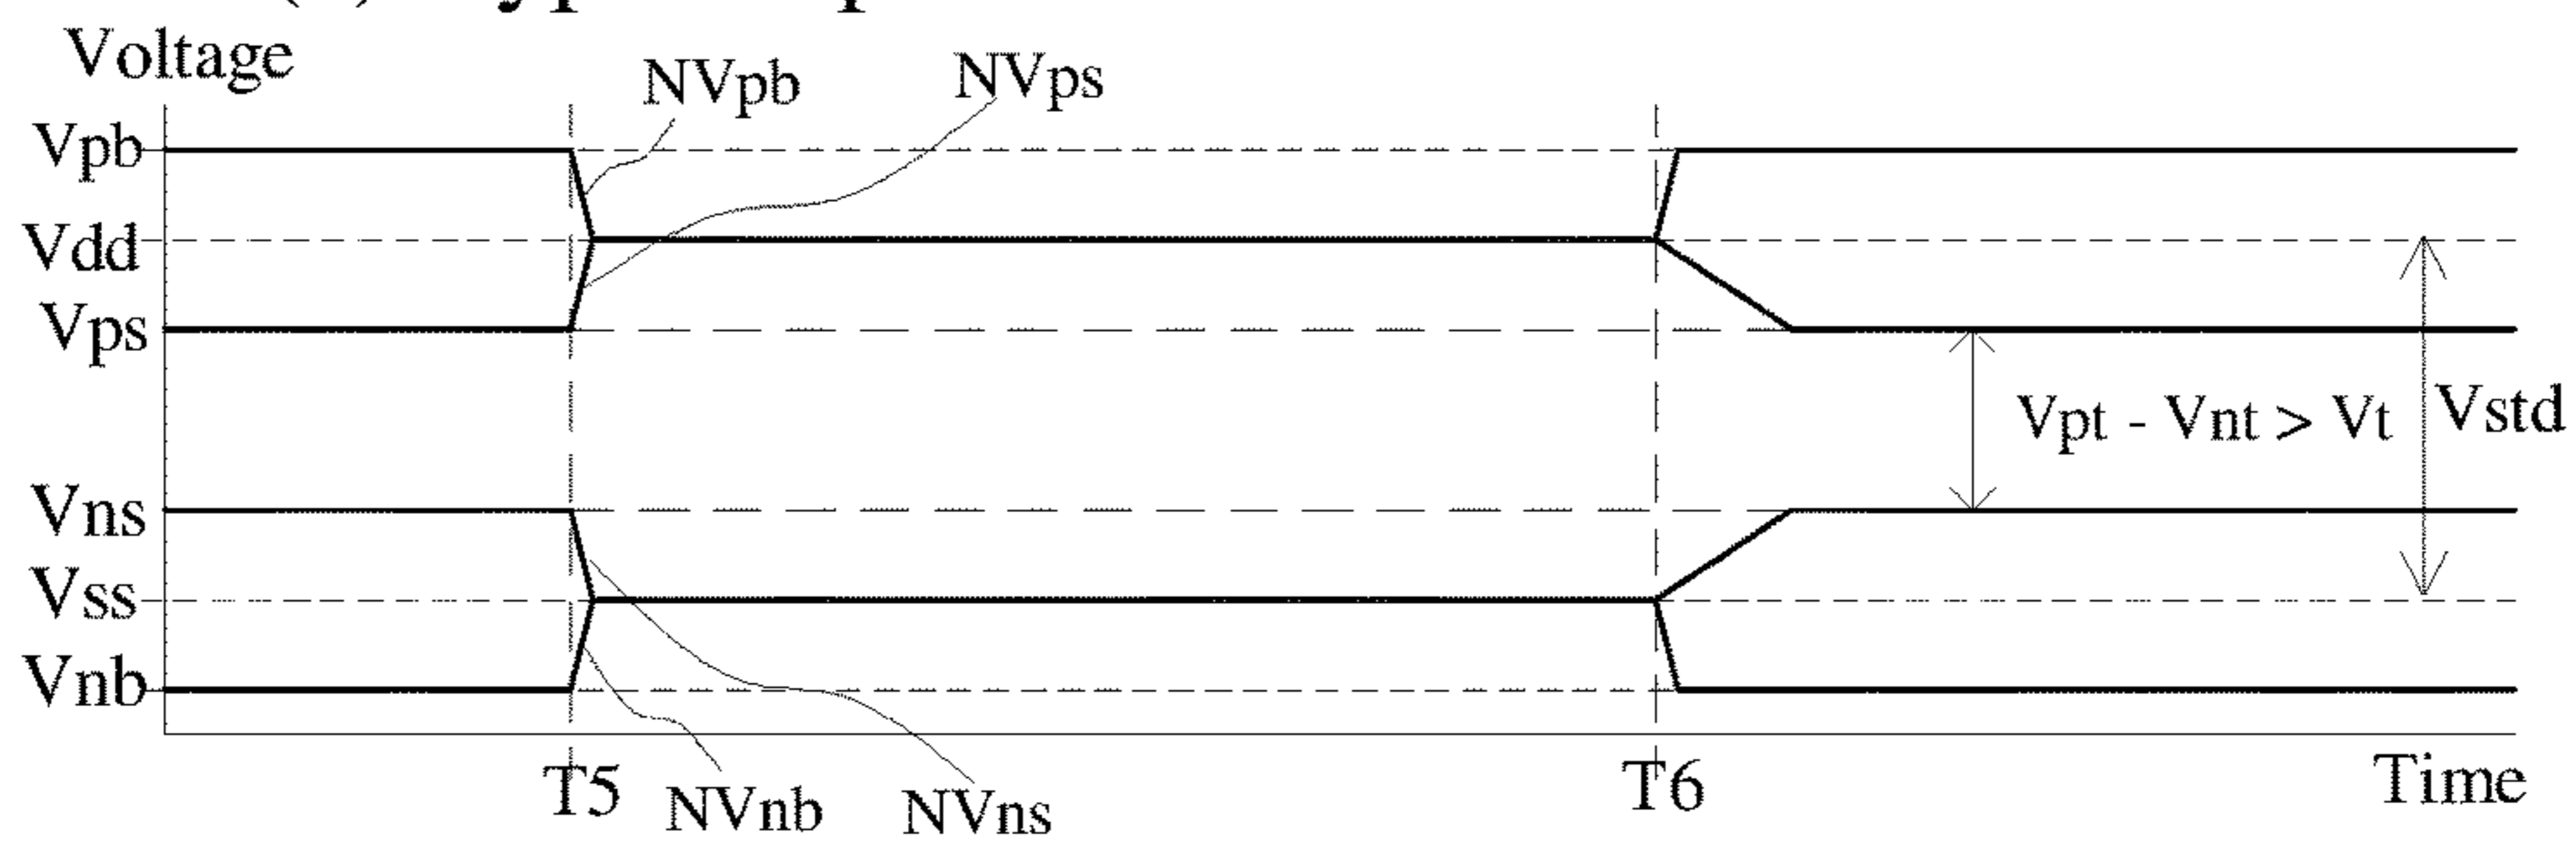 Voltage
NVpb
NVps
Vpb
Vdd
Vps
Vpt - Vnt > Vt
Vstd
Vns
Vss
Vnb
T5
NVnb
NVns
T6
Time